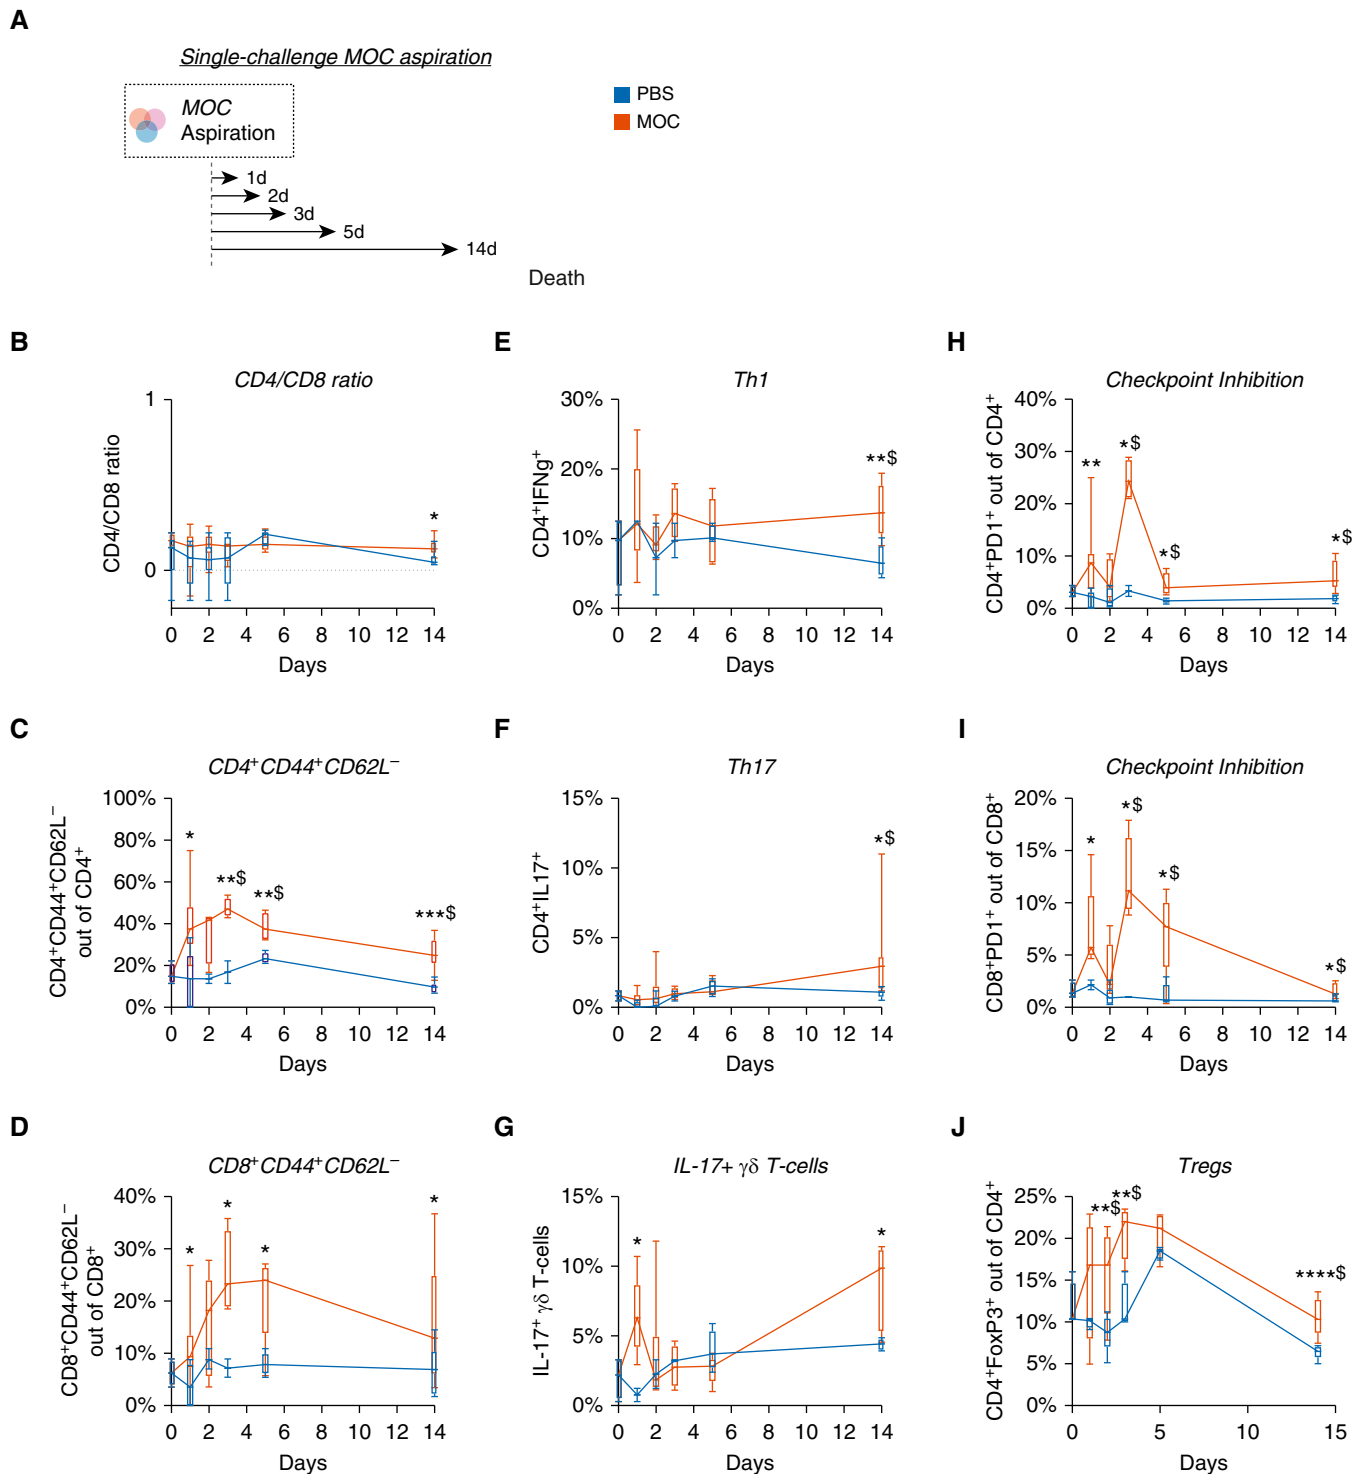 A
Single-challenge MOC aspiration
MOC
Aspiration
PBS
MOC
1d
2d
3d
5d
14d
Death
B
CD4/CD8 ratio
CD4/CD8 ratio
1
0
0 2 4 6 8 10 12 14
Days
*
E
Th1
CD4⁺IFNg⁺
30%
20%
10%
0%
0 2 4 6 8 10 12 14
Days
**$
H
Checkpoint Inhibition
CD4⁺PD1⁺ out of CD4⁺
40%
30%
20%
10%
0%
0 2 4 6 8 10 12 14
Days
**
*$
*$
*$
C
CD4⁺CD44⁺CD62L⁻
CD4⁺CD44⁺CD62L⁻
out of CD4⁺
100%
80%
60%
40%
20%
0%
0 2 4 6 8 10 12 14
Days
*
**$
**$
***$
F
Th17
CD4⁺IL17⁺
15%
10%
5%
0%
0 2 4 6 8 10 12 14
Days
*$
I
Checkpoint Inhibition
CD8⁺PD1⁺ out of CD8⁺
20%
15%
10%
5%
0%
0 2 4 6 8 10 12 14
Days
*
*$
*$
*$
D
CD8⁺CD44⁺CD62L⁻
CD8⁺CD44⁺CD62L⁻
out of CD8⁺
40%
30%
20%
10%
0%
0 2 4 6 8 10 12 14
Days
*
*
*
*
G
IL-17+ γδ T-cells
IL-17⁺ γδ T-cells
15%
10%
5%
0%
0 2 4 6 8 10 12 14
Days
*
*
J
Tregs
CD4⁺FoxP3⁺ out of CD4⁺
25%
20%
15%
10%
5%
0%
0 5 10 15
Days
**$
**$
****$